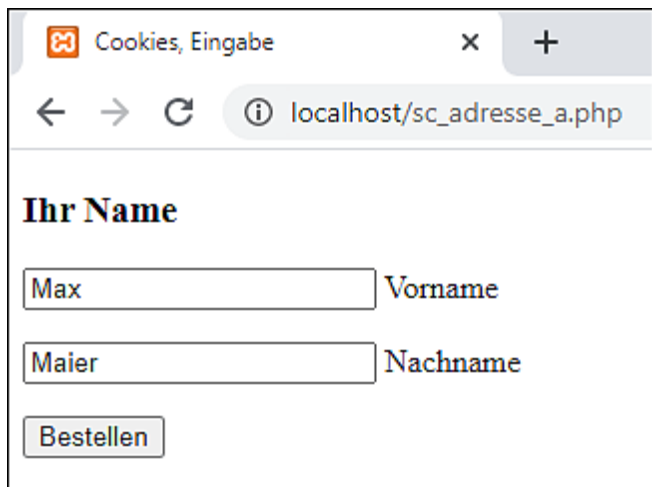 Cookies, Eingabe
localhost/sc_adresse_a.php
Ihr Name
Max Vorname
Maier Nachname
Bestellen